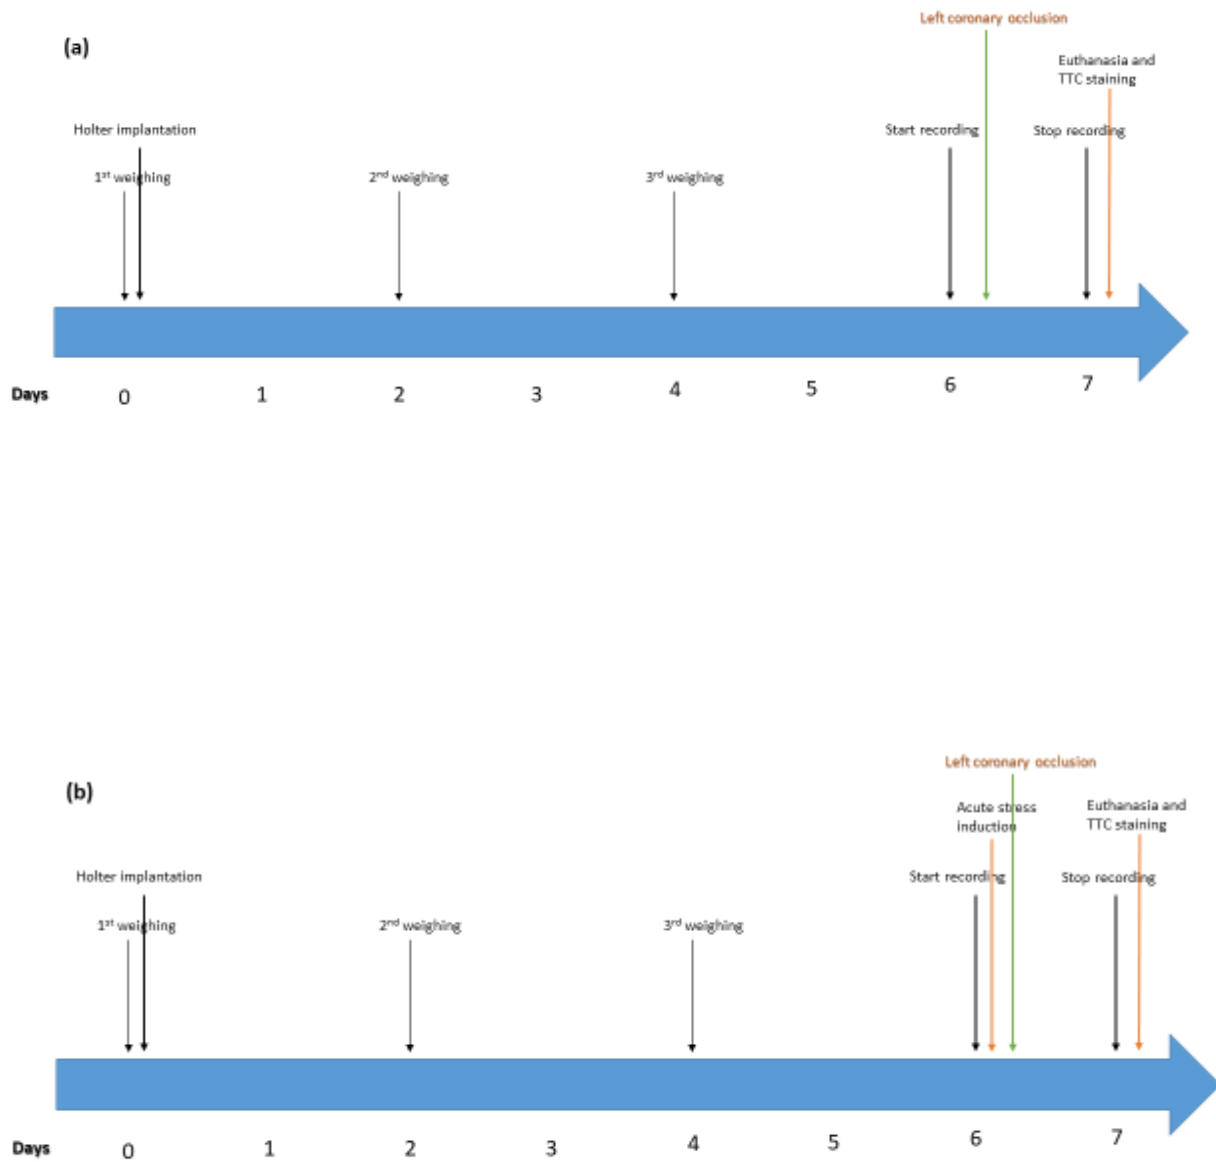 (a)
Left coronary occlusion
Euthanasia and
TTC staining
Holter implantation
Start recording
Stop recording
1st weighing
2nd weighing
3rd weighing
Days
0
1
2
3
4
5
6
7
(b)
Left coronary occlusion
Acute stress
induction
Euthanasia and
TTC staining
Holter implantation
Start recording
Stop recording
1st weighing
2nd weighing
3rd weighing
Days
0
1
2
3
4
5
6
7